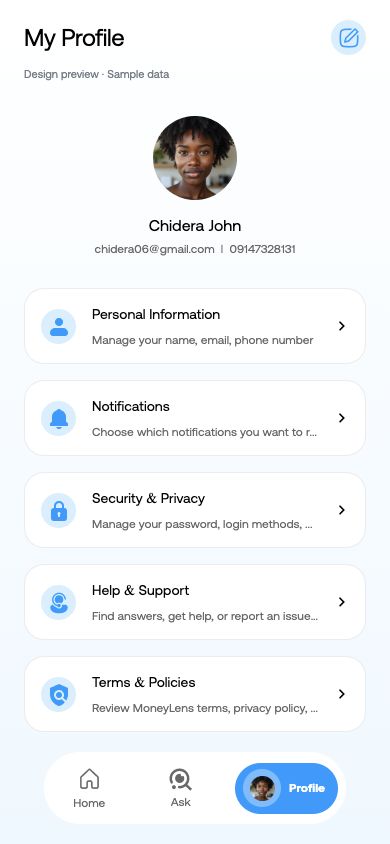 My Profile
Design preview · Sample data
Chidera John
chidera06@gmail.com | 09147328131
Personal Information
Manage your name, email, phone number
Notifications
Choose which notifications you want to r...
Security & Privacy
Manage your password, login methods, ...
Help & Support
Find answers, get help, or report an issue...
Terms & Policies
Review MoneyLens terms, privacy policy, ...
Home
Ask
Profile